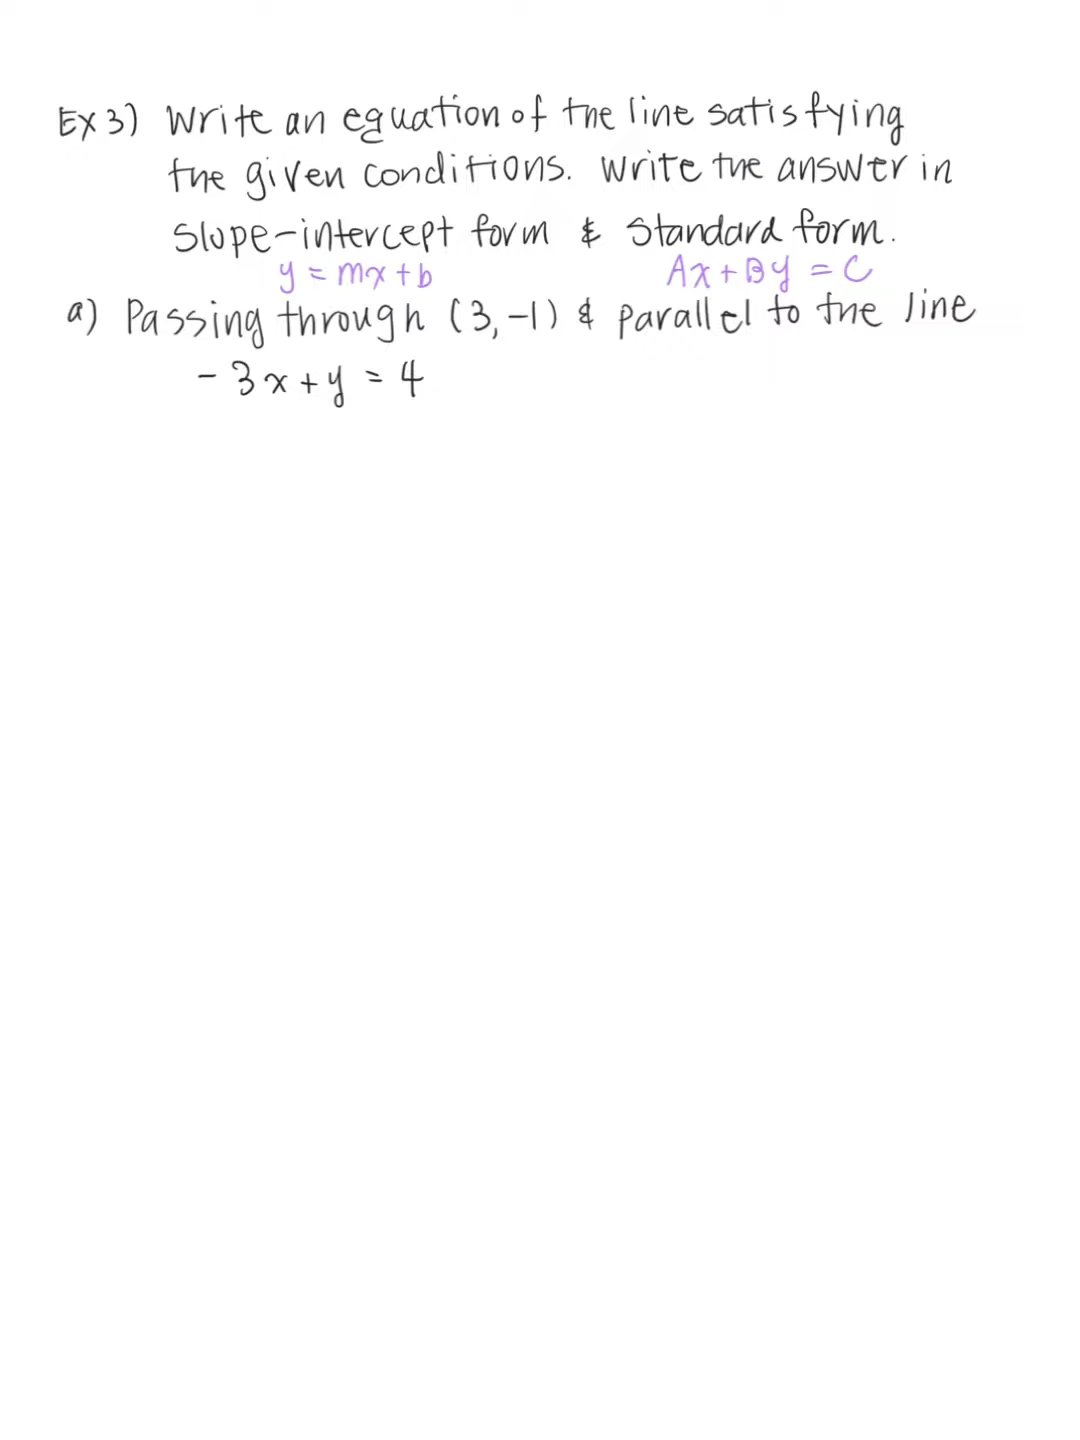 Ex 3) Write an equation of the line satisfying
the given conditions. Write the answer in
slope-intercept form & standard form.
y = mx + b Ax + By = C
a) Passing through (3, -1) & parallel to the line
- 3x + y = 4